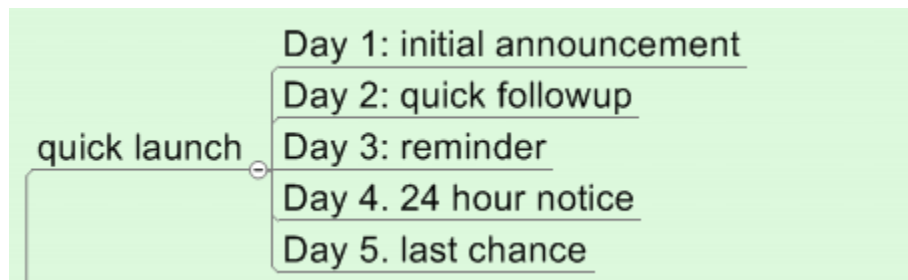 quick launch
Day 1: initial announcement
Day 2: quick followup
Day 3: reminder
Day 4. 24 hour notice
Day 5. last chance